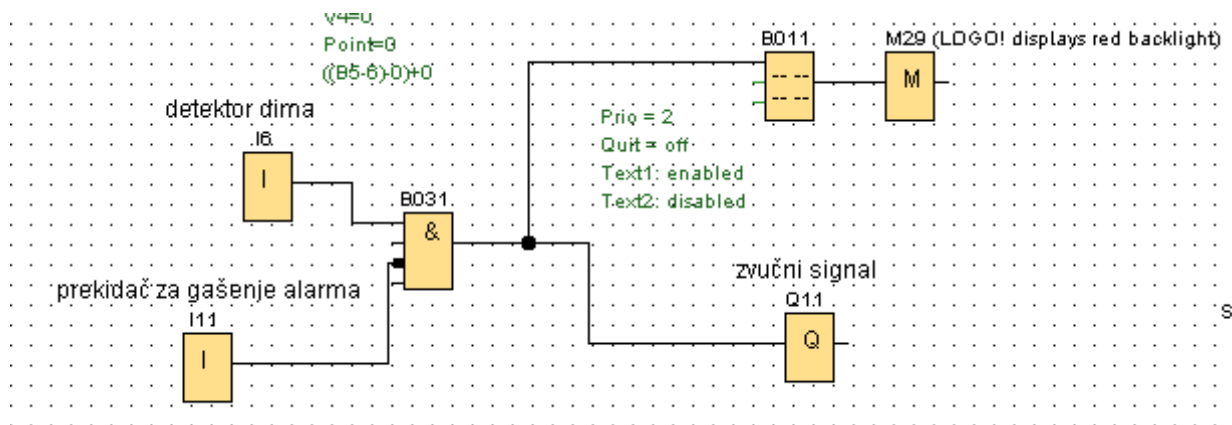 V4=0
Point=0
((B5-6)-0)+0
B011
M29 (LOGO! displays red backlight)
-- --
-- --
M
detektor dima
I6
I
Prio = 2
Quit = off
Text1: enabled
Text2: disabled
B031
&
zvučni signal
Q11
Q
prekidač za gašenje alarma
I11
I
s